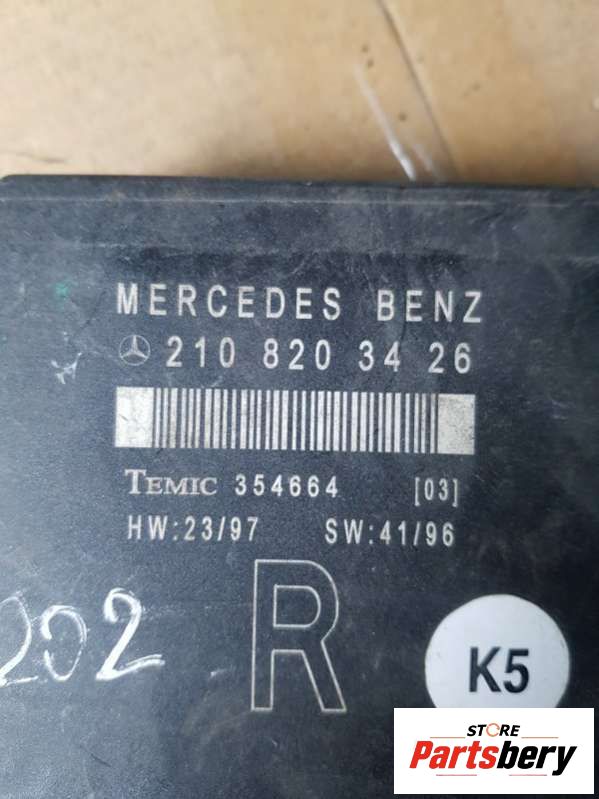 MERCEDES BENZ
210 820 34 26
TEMIC 354664 [03]
HW:23/97 SW:41/96
202
R
K5
STORE
Partsbery